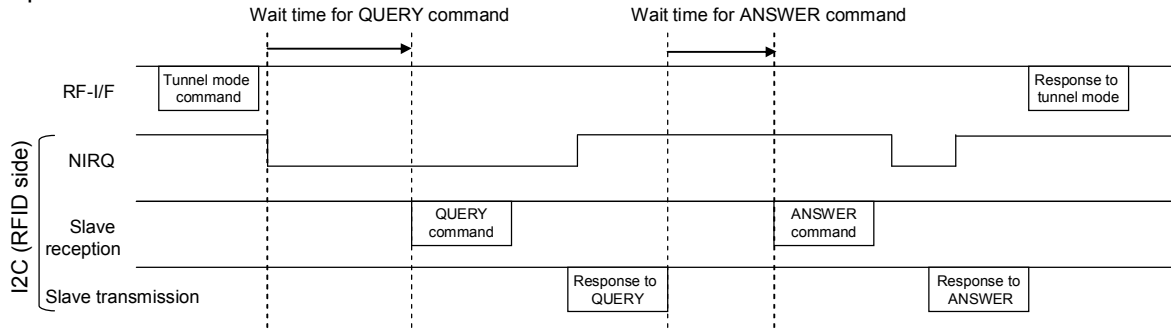 Wait time for QUERY command
Wait time for ANSWER command
RF-I/F
Tunnel mode
command
Response to
tunnel mode
I2C (RFID side)
NIRQ
Slave
reception
QUERY
command
ANSWER
command
Slave transmission
Response to
QUERY
Response to
ANSWER